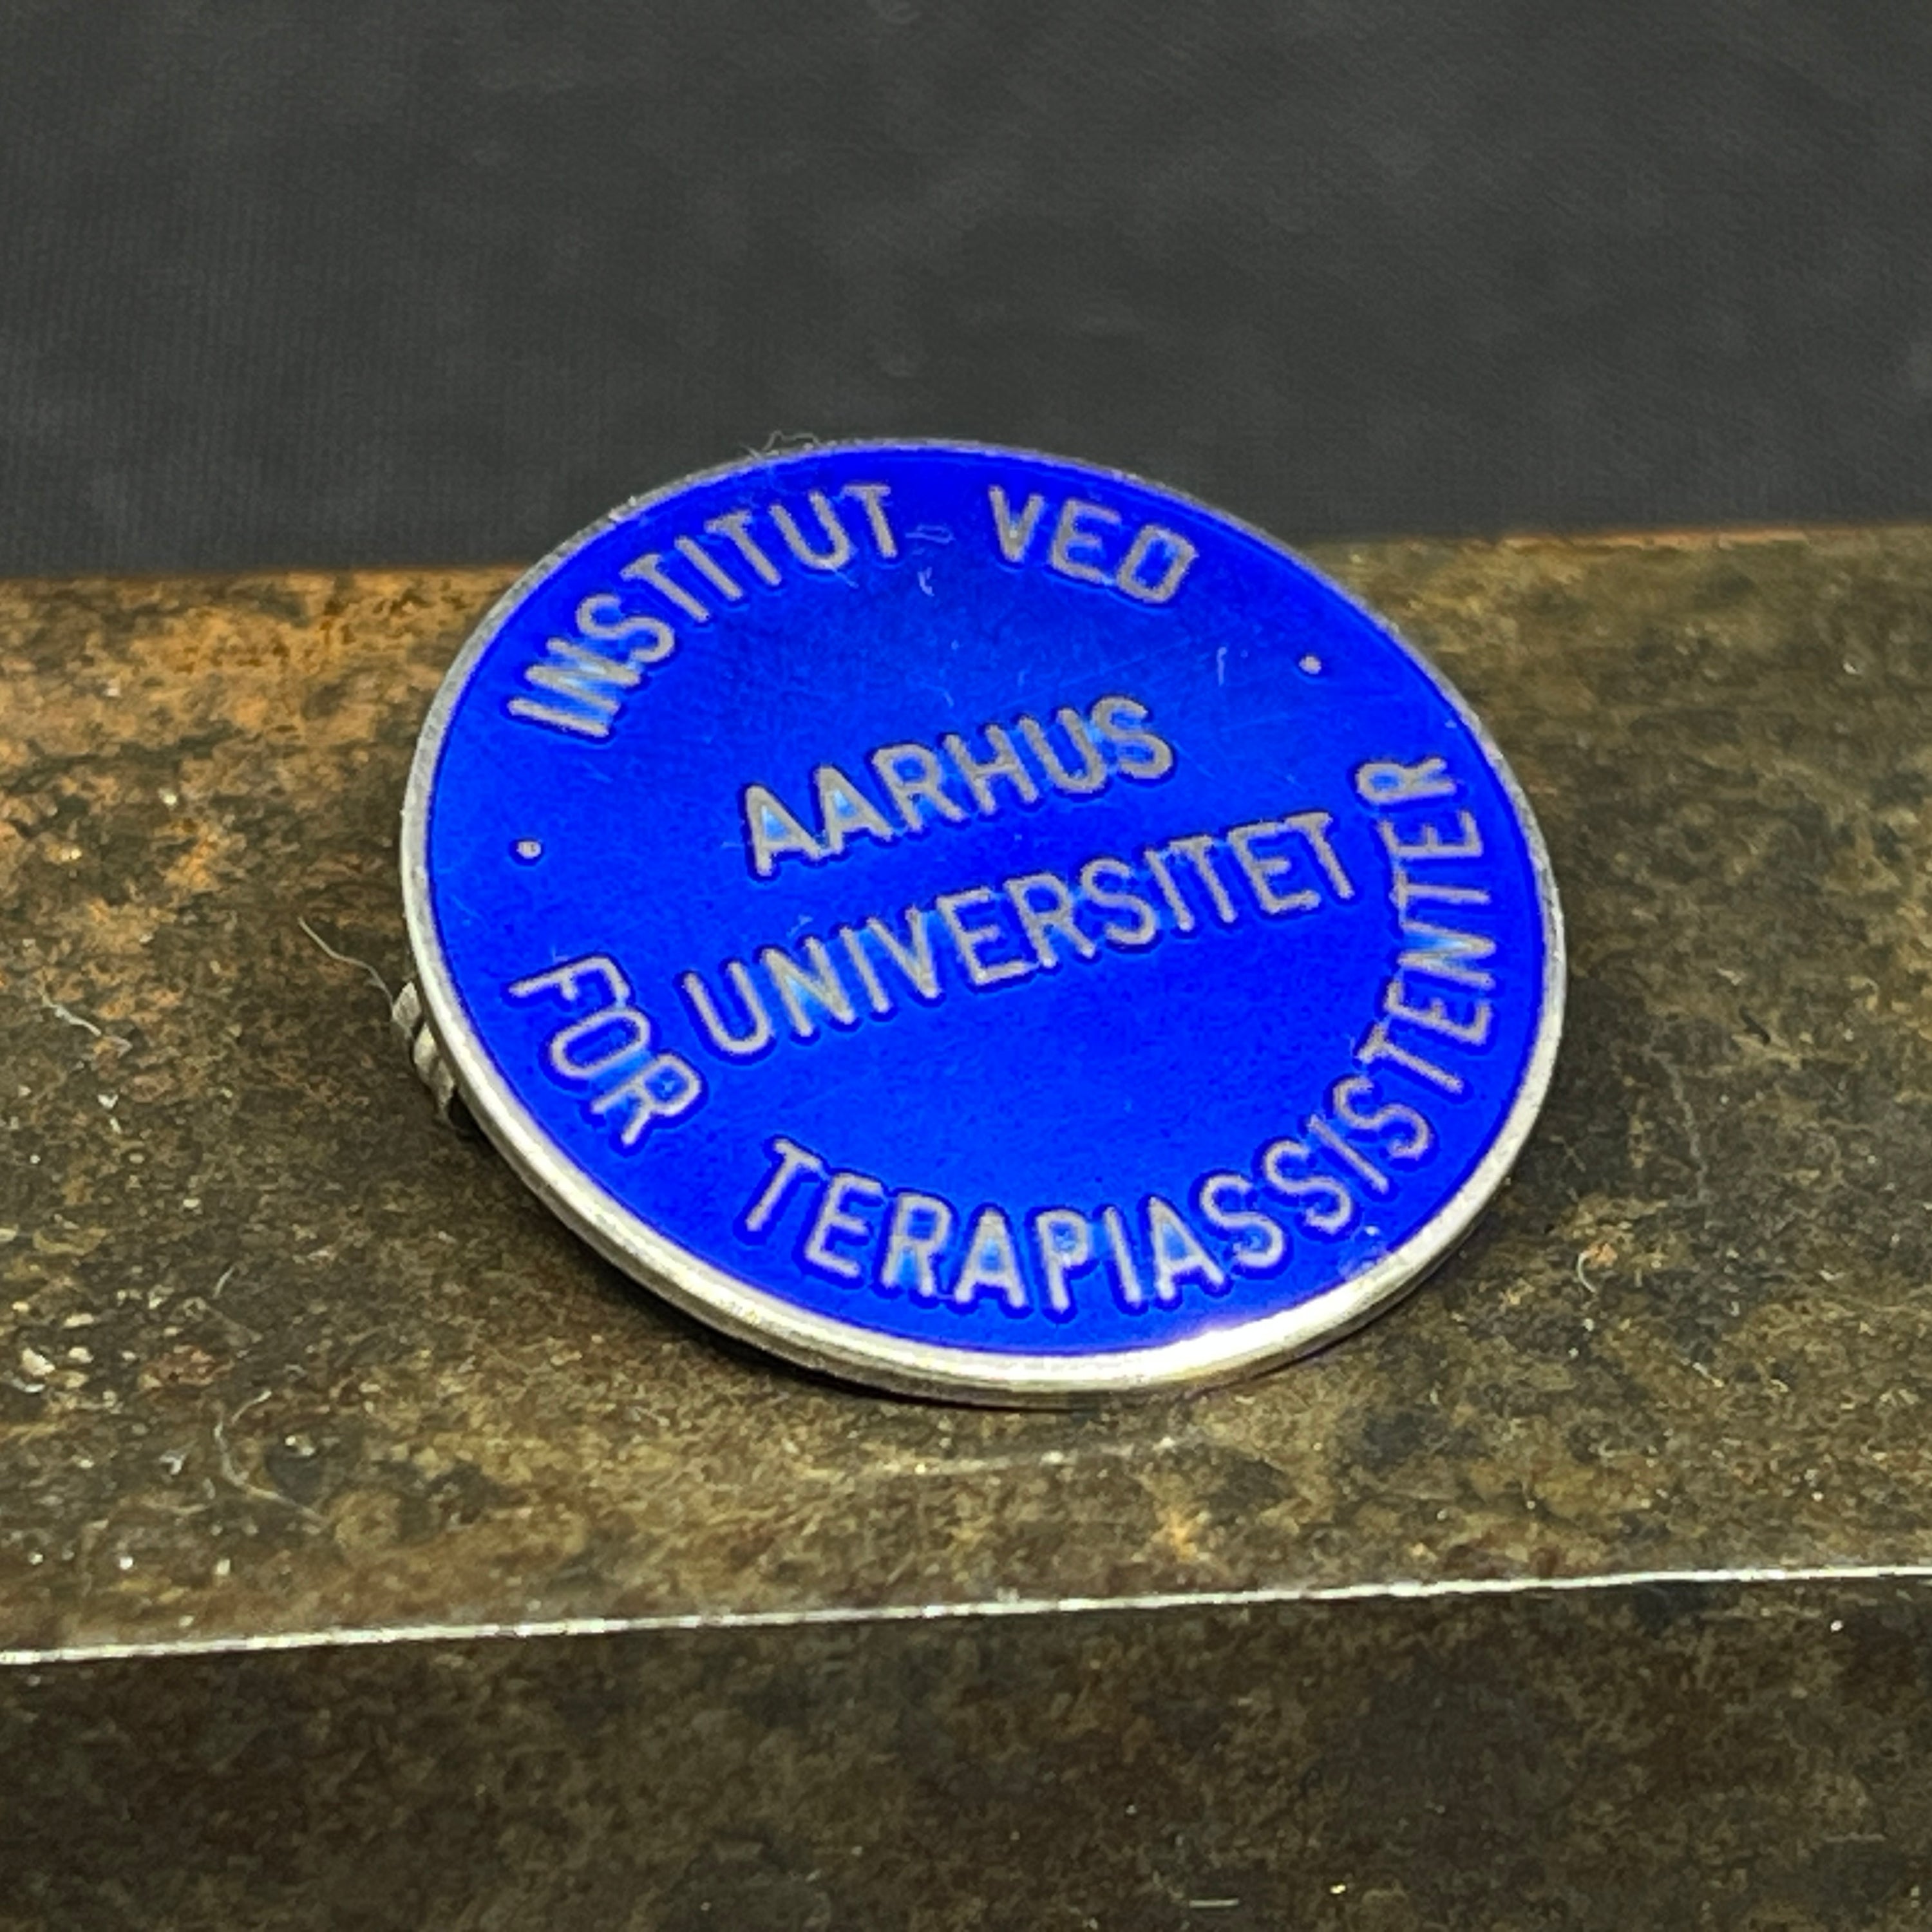 INSTITUT VED
AARHUS
UNIVERSITET
FOR TERAPIASSISTENTER